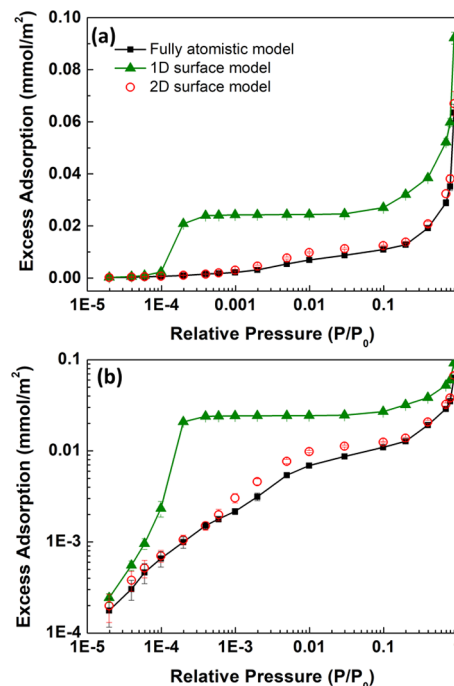 (a)
Fully atomistic model
1D surface model
2D surface model
Excess Adsorption (mmol/m²)
0.10
0.08
0.06
0.04
0.02
0.00
1E-5 1E-4 0.001 0.01 0.1
Relative Pressure (P/P₀)
(b)
Excess Adsorption (mmol/m²)
0.1
0.01
1E-3
1E-4
1E-5 1E-4 1E-3 0.01 0.1 1
Relative Pressure (P/P₀)